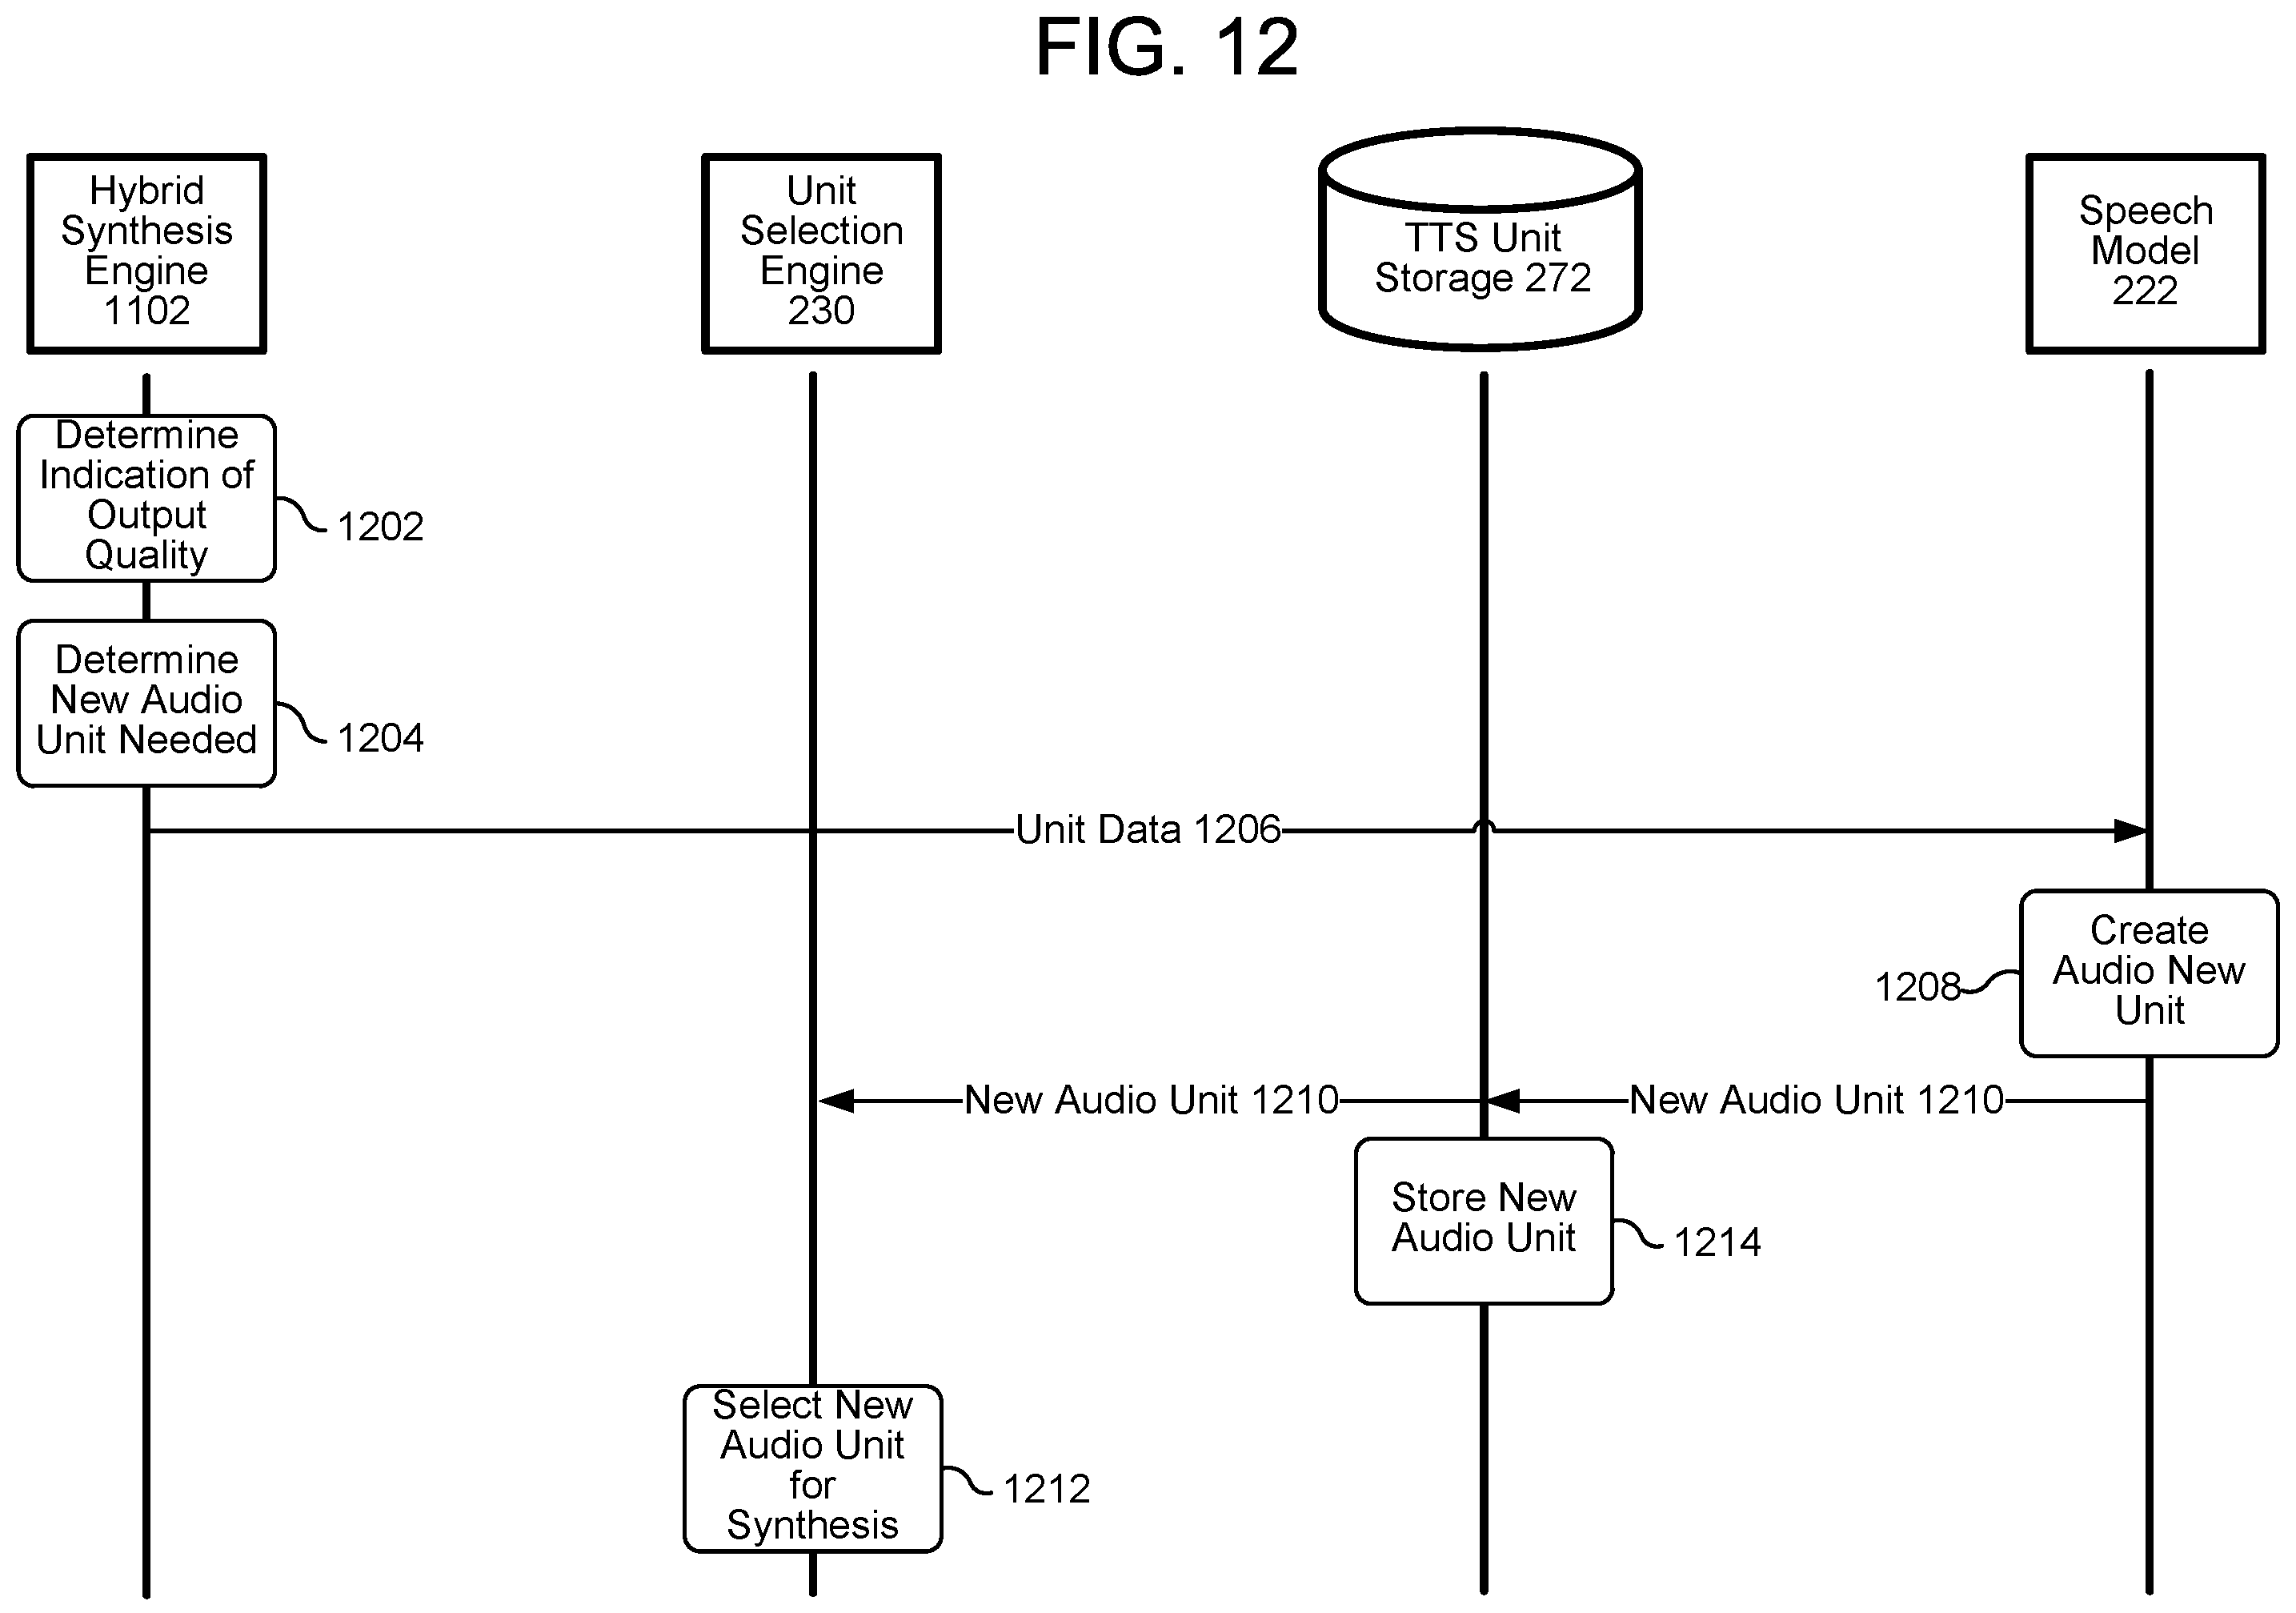 FIG. 12
Hybrid
Synthesis
Engine
1102
Unit
Selection
Engine
230
TTS Unit
Storage 272
Speech
Model
222
Determine
Indication of
Output
Quality
1202
Determine
New Audio
Unit Needed
1204
Unit Data 1206
Create
Audio New
Unit
1208
New Audio Unit 1210
New Audio Unit 1210
Store New
Audio Unit
1214
Select New
Audio Unit
for
Synthesis
1212